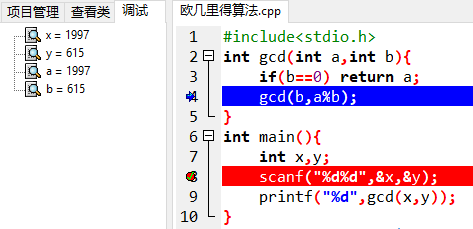 项目管理 查看类 调试
x = 1997
y = 615
a = 1997
b = 615
欧几里得算法.cpp
1 #include<stdio.h>
2 int gcd(int a,int b){
3 if(b==0) return a;
4 gcd(b,a%b);
5 }
6 int main(){
7 int x,y;
8 scanf("%d%d",&x,&y);
9 printf("%d",gcd(x,y));
10 }